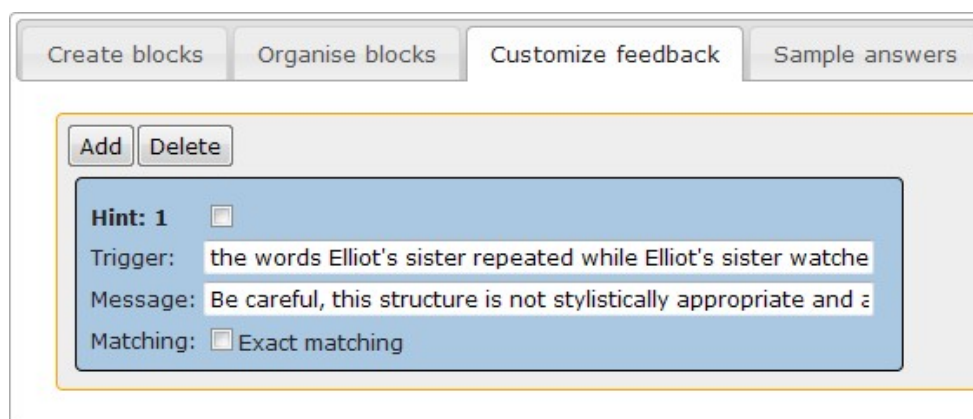 Create blocks Organise blocks Customize feedback Sample answers
Add Delete
Hint: 1
Trigger: the words Elliot's sister repeated while Elliot's sister watche
Message: Be careful, this structure is not stylistically appropriate and a
Matching: Exact matching